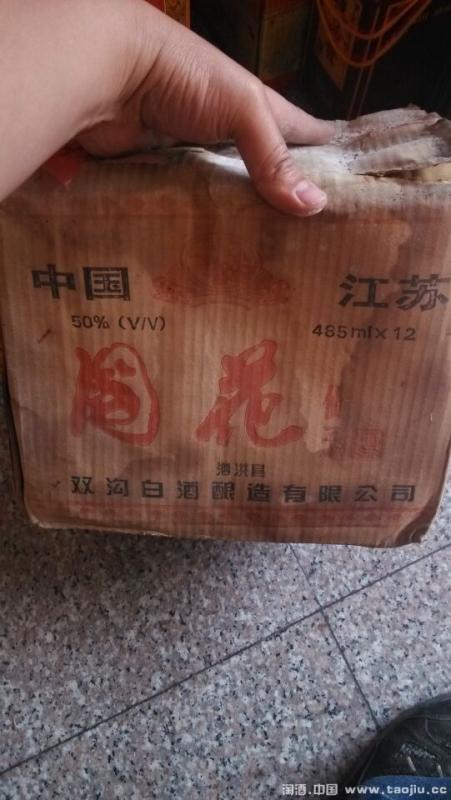 中国 江苏
50% (V/V) 485ml×12
国花
泗洪县
双沟白酒酿造有限公司
淘酒.中国 www.taojiu.cc